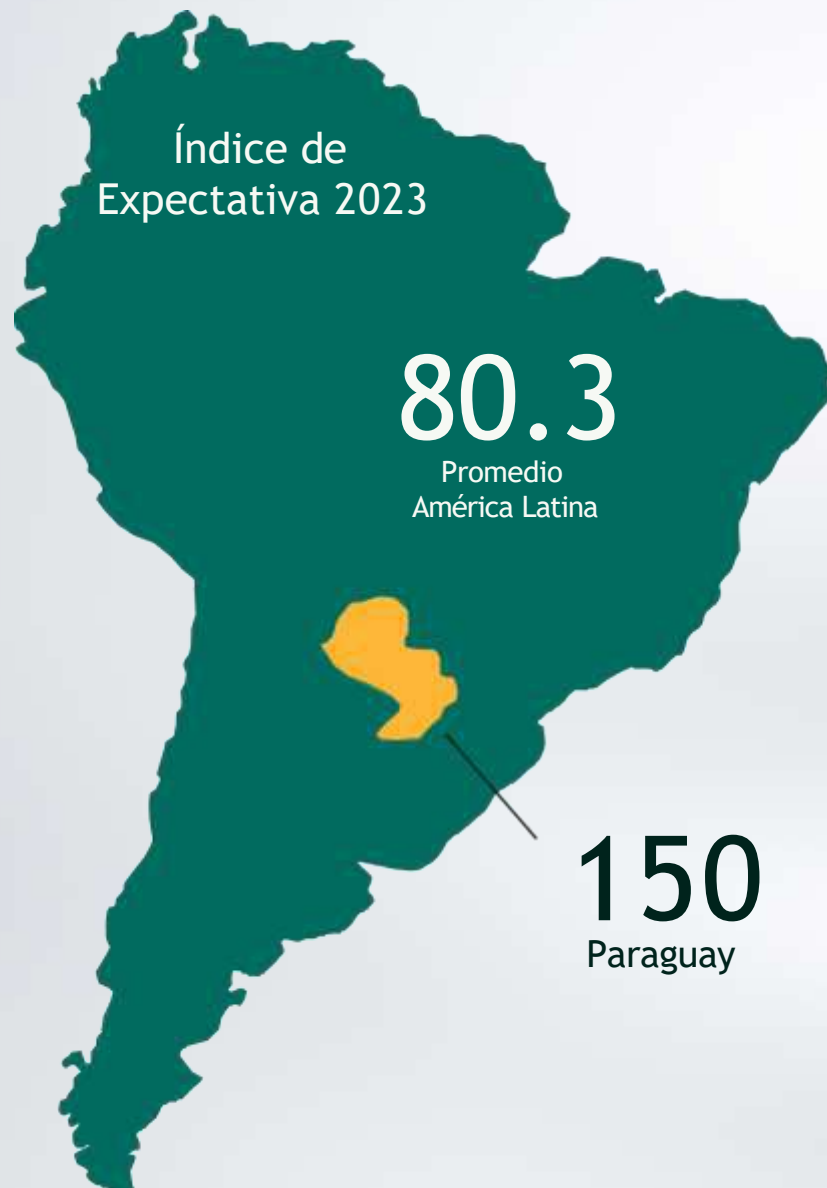 Índice de
Expectativa 2023
80.3
Promedio
América Latina
150
Paraguay